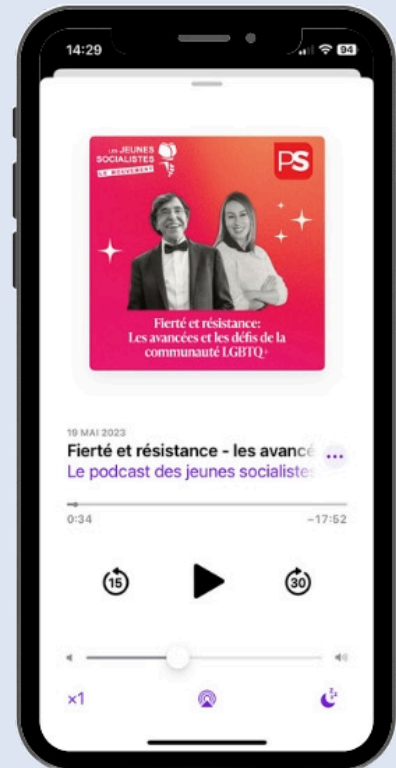 14:29
94
LES JEUNES
SOCIALISTES
LE MOUVEMENT
PS
Fierté et résistance:
Les avancées et les défis de la
communauté LGBTQ+
19 MAI 2023
Fierté et résistance - les avancé
Le podcast des jeunes socialiste
0:34
-17:52
15
30
×1